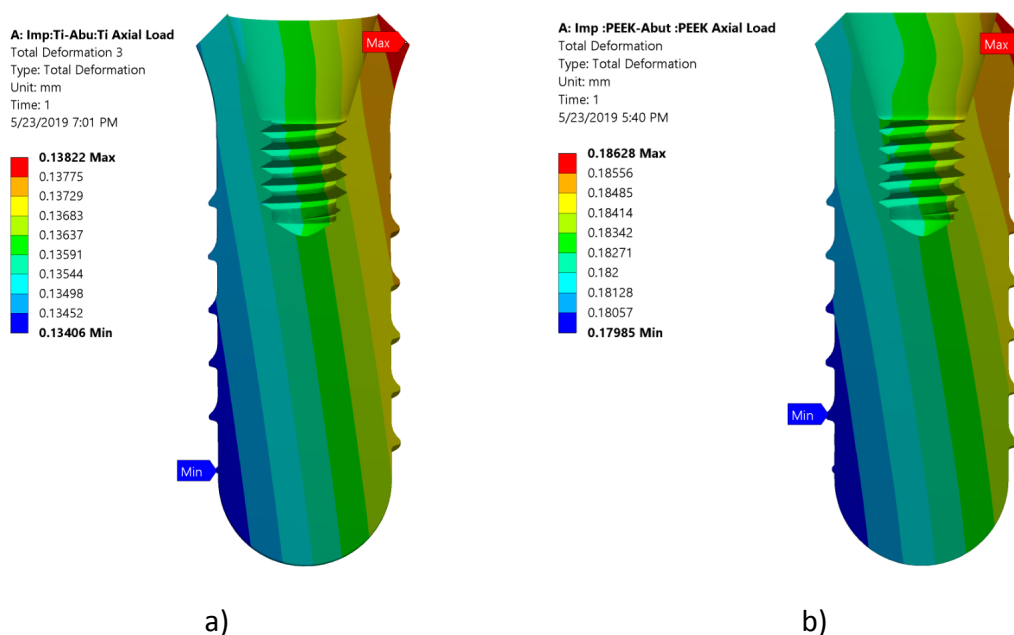 A: Imp:Ti-Abu:Ti Axial Load
Total Deformation 3
Type: Total Deformation
Unit: mm
Time: 1
5/23/2019 7:01 PM
0.13822 Max
0.13775
0.13729
0.13683
0.13637
0.13591
0.13544
0.13498
0.13452
0.13406 Min
Max
Min
a)
A: Imp :PEEK-Abut :PEEK Axial Load
Total Deformation
Type: Total Deformation
Unit: mm
Time: 1
5/23/2019 5:40 PM
0.18628 Max
0.18556
0.18485
0.18414
0.18342
0.18271
0.182
0.18128
0.18057
0.17985 Min
Max
Min
b)